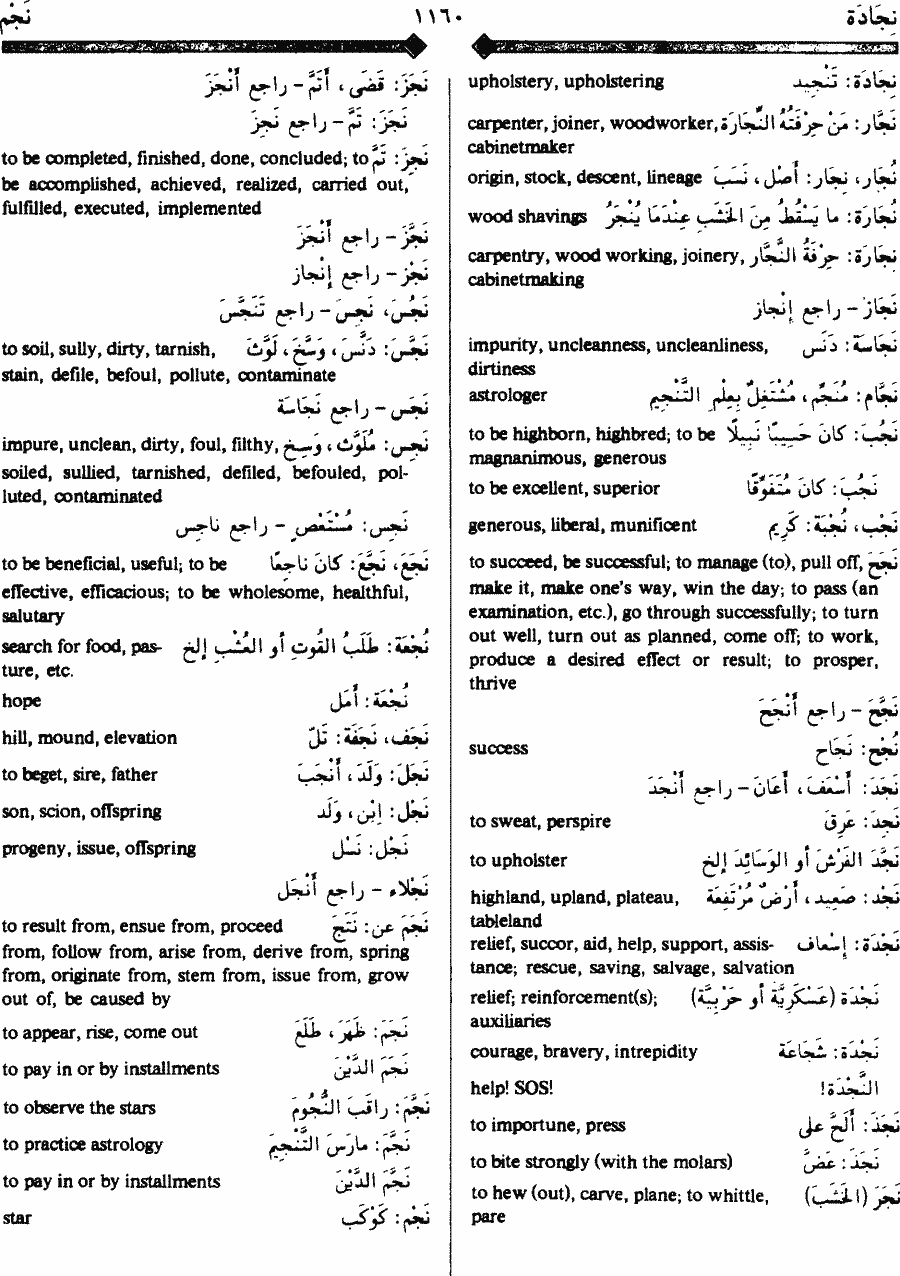 نِجَادَة
١١٦٠
نَجْم
نِجَادَة: تَنْجِيد upholstery, upholstering
نَجَّار: مَنْ حِرْفَتُهُ النِّجَارَة carpenter, joiner, woodworker,
cabinetmaker
نُجَار، نِجَار: أَصْل، نَسَب origin, stock, descent, lineage
نُجَارَة: ما يَسْقُطُ مِنَ الخَشَبِ عِنْدَمَا يُنْجَرُ wood shavings
نِجَارَة: حِرْفَةُ النَّجَّار carpentry, wood working, joinery,
cabinetmaking
نَجَاز - راجع إنْجاز
نَجَاسَة: دَنَس impurity, uncleanness, uncleanliness,
dirtiness
نَجَّام: مُنَجِّم، مُشْتَغِلٌ بِعِلْمِ التَّنْجِيم astrologer
نَجُبَ: كانَ حَسِيبًا نَبِيلًا to be highborn, highbred; to be
magnanimous, generous
نَجُبَ: كانَ مُتَفَوِّقًا to be excellent, superior
نَجْب، نُجْبَة: كَرِيم generous, liberal, munificent
نَجَحَ to succeed, be successful; to manage (to), pull off,
make it, make one's way, win the day; to pass (an
examination, etc.), go through successfully; to turn
out well, turn out as planned, come off; to work,
produce a desired effect or result; to prosper,
thrive
نَجَّحَ - راجع أَنْجَحَ
نُجْح: نَجَاح success
نَجَدَ: أَسْعَفَ، أَعَانَ - راجع أَنْجَدَ
نَجِدَ: عَرِقَ to sweat, perspire
نَجَّدَ الفَرْشَ أو الوَسَائِدَ إلخ to upholster
نَجْد: صَعِيد، أَرْضٌ مُرْتَفِعَة highland, upland, plateau,
tableland
نَجْدَة: إسْعاف relief, succor, aid, help, support, assis-
tance; rescue, saving, salvage, salvation
نَجْدَة (عَسْكَرِيَّة أو حَرْبِيَّة) relief; reinforcement(s);
auxiliaries
نَجْدَة: شَجَاعَة courage, bravery, intrepidity
النَّجْدَة! help! SOS!
نَجَذَ: أَلَحَّ على to importune, press
نَجَذَ: عَضَّ to bite strongly (with the molars)
نَجَرَ (الخَشَبَ) to hew (out), carve, plane; to whittle,
pare
نَجَزَ: قَضَى، أَتَمَّ - راجع أَنْجَزَ
نَجَزَ: تَمَّ - راجع نَجِزَ
نَجِزَ: تَمَّ to be completed, finished, done, concluded; to
be accomplished, achieved, realized, carried out,
fulfilled, executed, implemented
نَجَّزَ - راجع أَنْجَزَ
نَجْز - راجع إنْجاز
نَجُسَ، نَجِسَ - راجع تَنَجَّسَ
نَجَّسَ: دَنَّسَ، وَسَّخَ، لَوَّثَ to soil, sully, dirty, tarnish,
stain, defile, befoul, pollute, contaminate
نَجَس - راجع نَجَاسَة
نَجِس: مُلَوَّث، وَسِخ impure, unclean, dirty, foul, filthy,
soiled, sullied, tarnished, defiled, befouled, pol-
luted, contaminated
نَجِس: مُسْتَعْصٍ - راجع ناجِس
نَجَعَ، نَجَّعَ: كانَ ناجِعًا to be beneficial, useful; to be
effective, efficacious; to be wholesome, healthful,
salutary
نُجْعَة: طَلَبُ القُوتِ أو العُشْبِ إلخ search for food, pas-
ture, etc.
نُجْعَة: أَمَل hope
نَجَف، نَجَفَة: تَلّ hill, mound, elevation
نَجَلَ: وَلَدَ، أَنْجَبَ to beget, sire, father
نَجْل: اِبْن، وَلَد son, scion, offspring
نَجْل: نَسْل progeny, issue, offspring
نَجْلاء - راجع أَنْجَل
نَجَمَ عن: نَتَجَ to result from, ensue from, proceed
from, follow from, arise from, derive from, spring
from, originate from, stem from, issue from, grow
out of, be caused by
نَجَمَ: ظَهَرَ، طَلَعَ to appear, rise, come out
نَجَمَ الدَّيْنَ to pay in or by installments
نَجَّمَ: راقَبَ النُّجُومَ to observe the stars
نَجَّمَ: مارَسَ التَّنْجِيمَ to practice astrology
نَجَّمَ الدَّيْنَ to pay in or by installments
نَجْم: كَوْكَب star